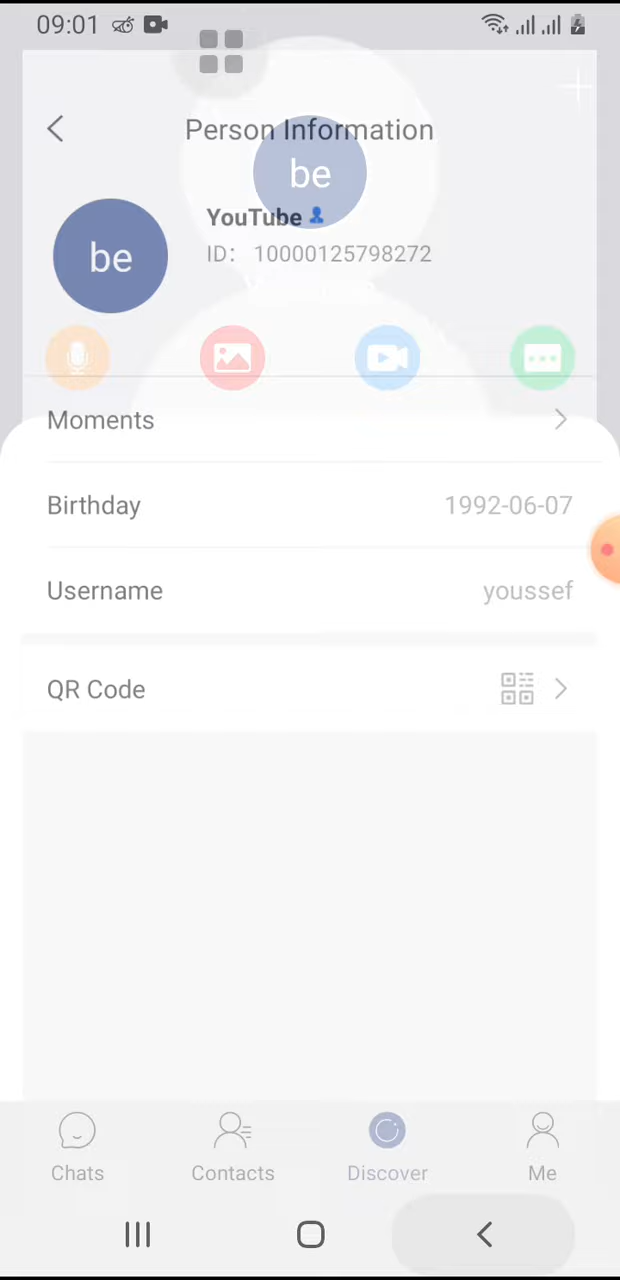 09:01
Person Information
be
be
YouTube
ID: 10000125798272
Moments
Birthday 1992-06-07
Username youssef
QR Code
Chats Contacts Discover Me